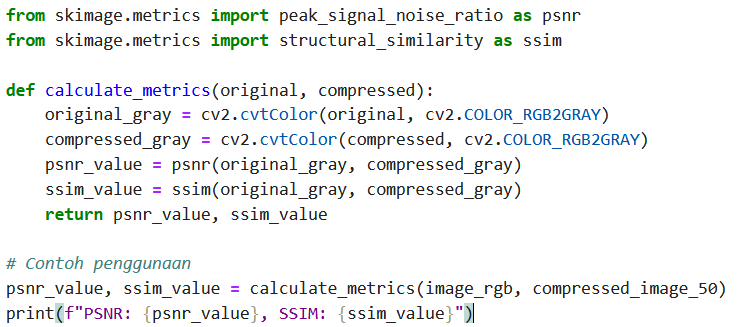 from skimage.metrics import peak_signal_noise_ratio as psnr
from skimage.metrics import structural_similarity as ssim

def calculate_metrics(original, compressed):
    original_gray = cv2.cvtColor(original, cv2.COLOR_RGB2GRAY)
    compressed_gray = cv2.cvtColor(compressed, cv2.COLOR_RGB2GRAY)
    psnr_value = psnr(original_gray, compressed_gray)
    ssim_value = ssim(original_gray, compressed_gray)
    return psnr_value, ssim_value

# Contoh penggunaan
psnr_value, ssim_value = calculate_metrics(image_rgb, compressed_image_50)
print(f"PSNR: {psnr_value}, SSIM: {ssim_value}")